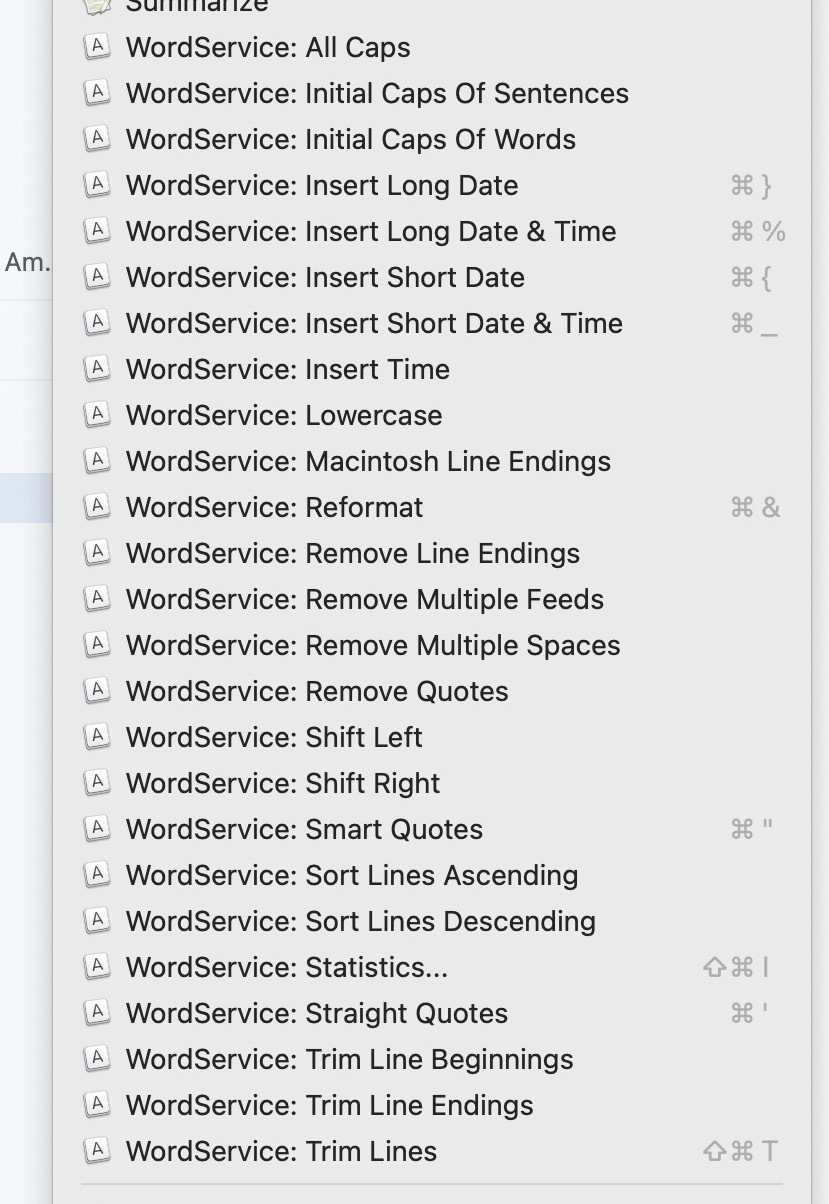 Summarize
WordService: All Caps
WordService: Initial Caps Of Sentences
WordService: Initial Caps Of Words
WordService: Insert Long Date ⌘ }
WordService: Insert Long Date & Time ⌘ %
Am.
WordService: Insert Short Date ⌘ {
WordService: Insert Short Date & Time ⌘ _
WordService: Insert Time
WordService: Lowercase
WordService: Macintosh Line Endings
WordService: Reformat ⌘ &
WordService: Remove Line Endings
WordService: Remove Multiple Feeds
WordService: Remove Multiple Spaces
WordService: Remove Quotes
WordService: Shift Left
WordService: Shift Right
WordService: Smart Quotes ⌘ "
WordService: Sort Lines Ascending
WordService: Sort Lines Descending
WordService: Statistics... ⇧⌘ I
WordService: Straight Quotes ⌘ '
WordService: Trim Line Beginnings
WordService: Trim Line Endings
WordService: Trim Lines ⇧⌘ T